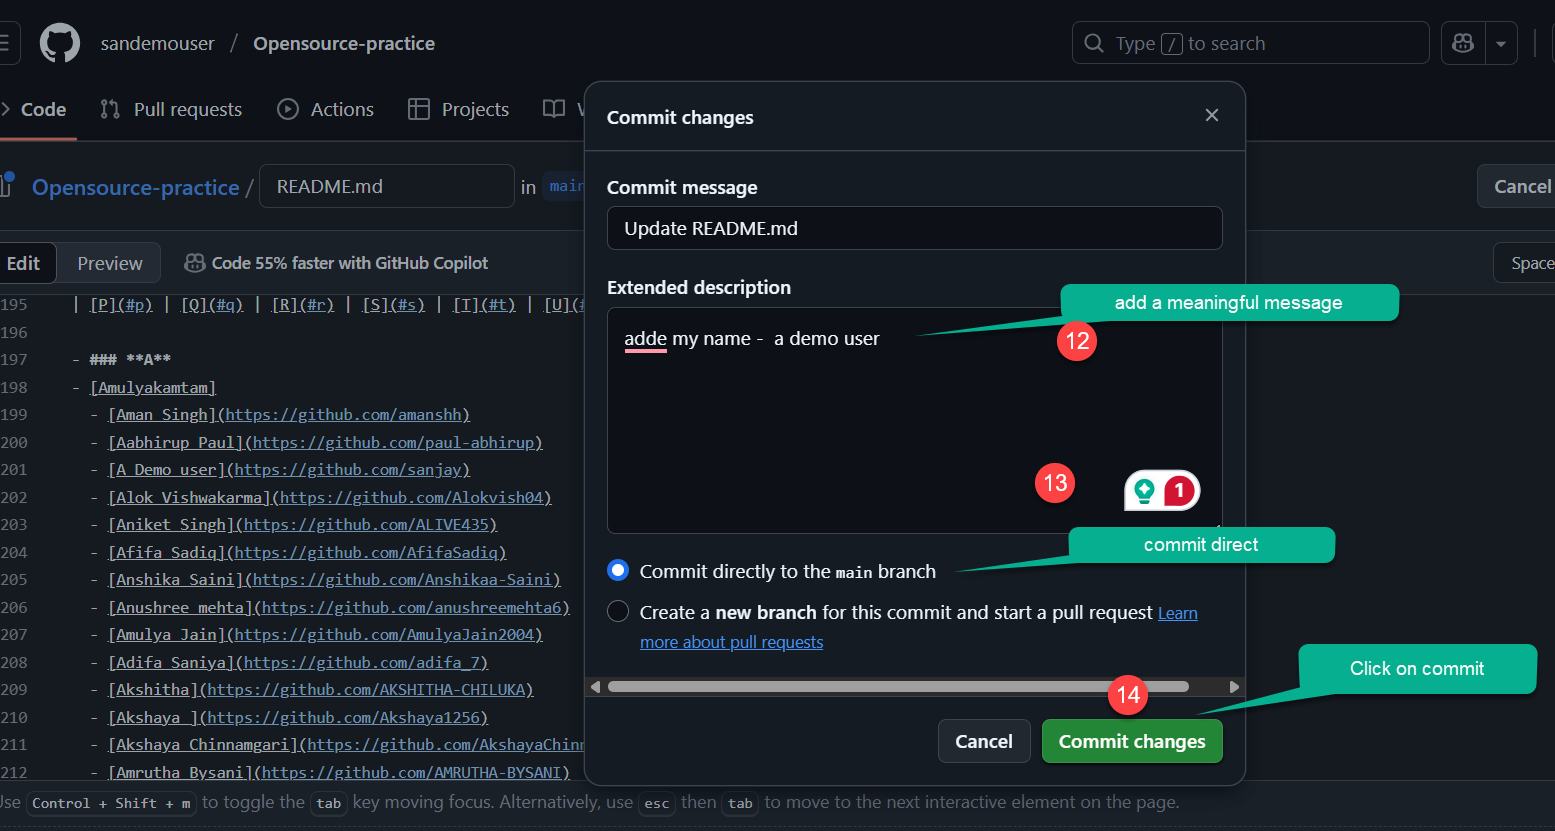 sandemouser / Opensource-practice
Type / to search
Code Pull requests Actions Projects
Opensource-practice / README.md in main
Cancel
Edit Preview Code 55% faster with GitHub Copilot
Space
195 | [P](#p) | [Q](#q) | [R](#r) | [S](#s) | [T](#t) | [U](#
196
197 - ### **A**
198 - [Amulyakamtam]
199 - [Aman Singh](https://github.com/amanshh)
200 - [Aabhirup Paul](https://github.com/paul-abhirup)
201 - [A Demo user](https://github.com/sanjay)
202 - [Alok Vishwakarma](https://github.com/Alokvish04)
203 - [Aniket Singh](https://github.com/ALIVE435)
204 - [Afifa Sadiq](https://github.com/AfifaSadiq)
205 - [Anshika Saini](https://github.com/Anshikaa-Saini)
206 - [Anushree mehta](https://github.com/anushreemehta6)
207 - [Amulya Jain](https://github.com/AmulyaJain2004)
208 - [Adifa Saniya](https://github.com/adifa_7)
209 - [Akshitha](https://github.com/AKSHITHA-CHILUKA)
210 - [Akshaya ](https://github.com/Akshaya1256)
211 - [Akshaya Chinnamgari](https://github.com/AkshayaChin
212 - [Amrutha Bysani](https://github.com/AMRUTHA-BYSANI)
Commit changes
Commit message
Update README.md
Extended description
add a meaningful message
12
adde my name - a demo user
13
1
commit direct
Commit directly to the main branch
Create a new branch for this commit and start a pull request Learn
more about pull requests
Click on commit
14
Cancel Commit changes
Use Control + Shift + m to toggle the tab key moving focus. Alternatively, use esc then tab to move to the next interactive element on the page.